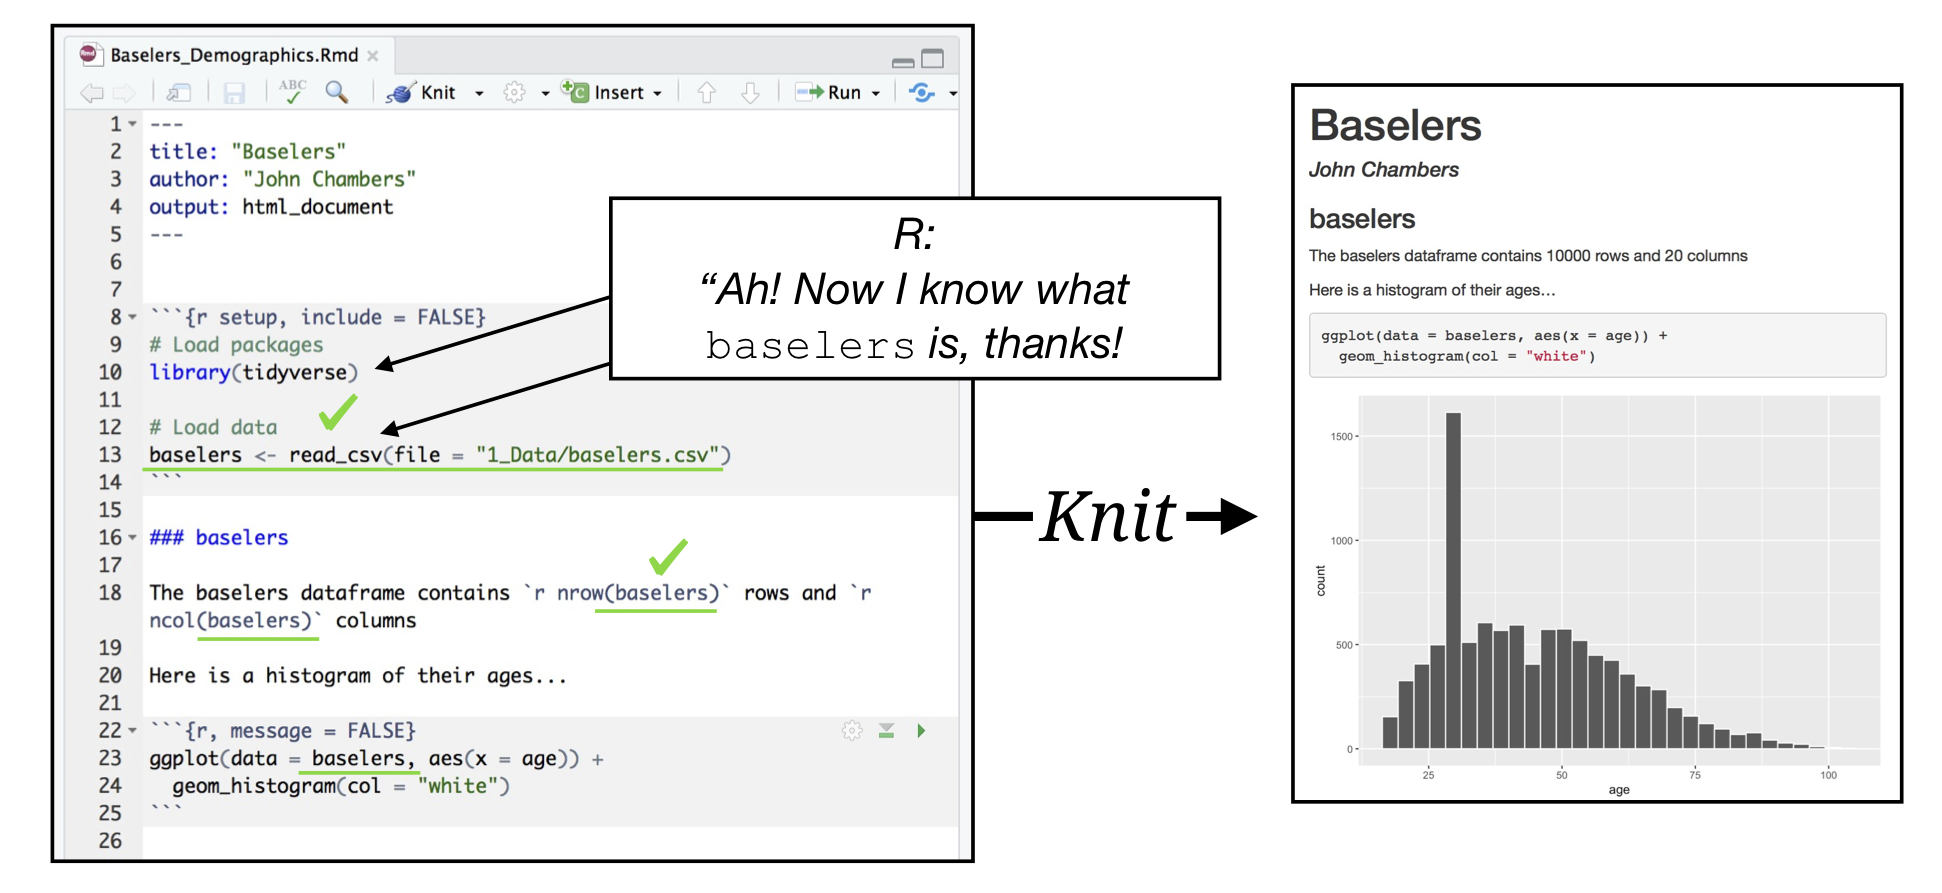 Baselers_Demographics.Rmd
ABC
Knit
Insert
Run
1 ---
2 title: "Baselers"
3 author: "John Chambers"
4 output: html_document
5 ---
6
7
8 ```{r setup, include = FALSE}
9 # Load packages
10 library(tidyverse)
11
12 # Load data
13 baselers <- read_csv(file = "1_Data/baselers.csv")
14 ```
15
16 ### baselers
17
18 The baselers dataframe contains `r nrow(baselers)` rows and `r
ncol(baselers)` columns
19
20 Here is a histogram of their ages...
21
22 ```{r, message = FALSE}
23 ggplot(data = baselers, aes(x = age)) +
24 geom_histogram(col = "white")
25 ```
26
R:
“Ah! Now I know what
baselers is, thanks!
Knit
Baselers
John Chambers
baselers
The baselers dataframe contains 10000 rows and 20 columns
Here is a histogram of their ages…
ggplot(data = baselers, aes(x = age)) +
geom_histogram(col = "white")
1500
1000
500
0
count
25 50 75 100
age